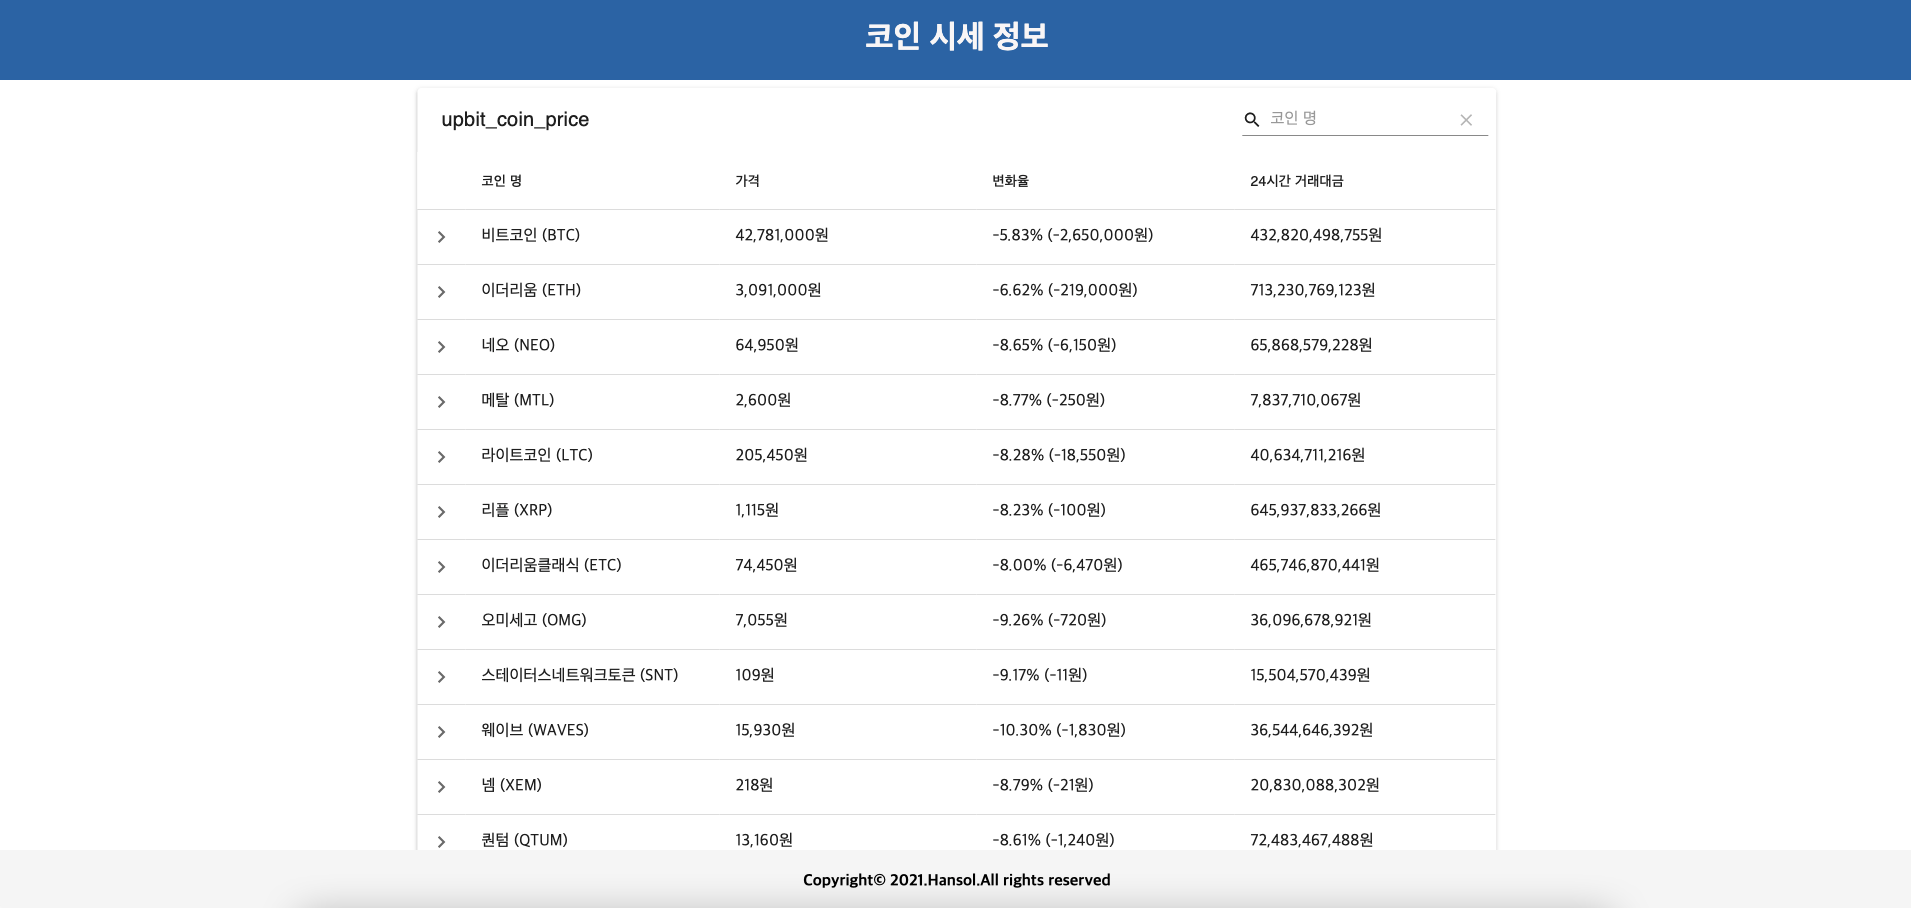 코인 시세 정보
upbit_coin_price 코인 명
코인 명 가격 변화율 24시간 거래대금
비트코인 (BTC) 42,781,000원 -5.83% (-2,650,000원) 432,820,498,755원
이더리움 (ETH) 3,091,000원 -6.62% (-219,000원) 713,230,769,123원
네오 (NEO) 64,950원 -8.65% (-6,150원) 65,868,579,228원
메탈 (MTL) 2,600원 -8.77% (-250원) 7,837,710,067원
라이트코인 (LTC) 205,450원 -8.28% (-18,550원) 40,634,711,216원
리플 (XRP) 1,115원 -8.23% (-100원) 645,937,833,266원
이더리움클래식 (ETC) 74,450원 -8.00% (-6,470원) 465,746,870,441원
오미세고 (OMG) 7,055원 -9.26% (-720원) 36,096,678,921원
스테이터스네트워크토큰 (SNT) 109원 -9.17% (-11원) 15,504,570,439원
웨이브 (WAVES) 15,930원 -10.30% (-1,830원) 36,544,646,392원
넴 (XEM) 218원 -8.79% (-21원) 20,830,088,302원
퀀텀 (QTUM) 13,160원 -8.61% (-1,240원) 72,483,467,488원
Copyright© 2021.Hansol.All rights reserved